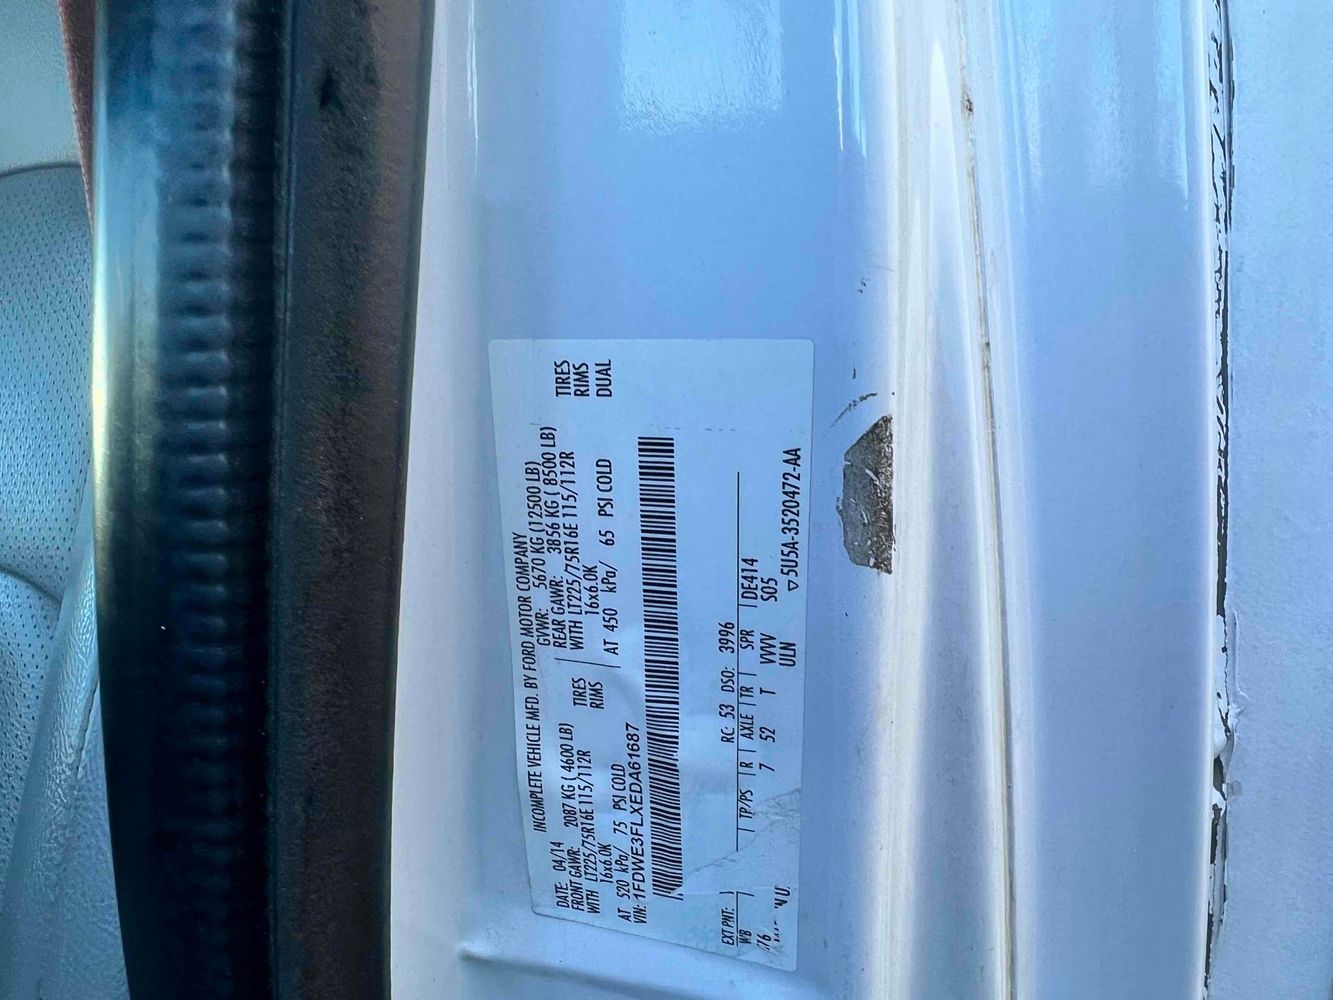 INCOMPLETE VEHICLE MFD. BY FORD MOTOR COMPANY
DATE: 04/14 GVWR: 5670 KG (12500 LB)
FRONT GAWR: 2087 KG ( 4600 LB) REAR GAWR: 3856 KG ( 8500 LB)
WITH LT225/75R16E 115/112R TIRES WITH LT225/75R16E 115/112R TIRES
16x6.0K RIMS 16x6.0K RIMS
AT 520 kPa/ 75 PSI COLD AT 450 kPa/ 65 PSI COLD DUAL
VIN: 1FDWE3FLXEDA61687
EXT PNT: RC: 53 DSO: 3996
WB TP/PS R AXLE TR SPR DE414
7 52 T VVV S05
ULN
5U5A-3520472-AA